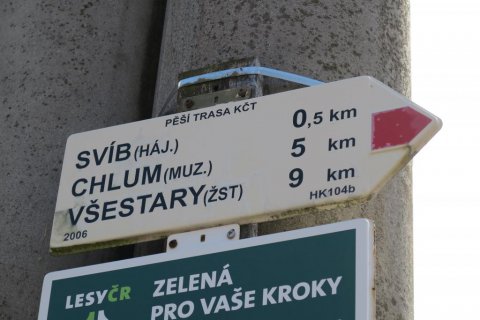 PĚŠÍ TRASA KČT
SVÍB (HÁJ.) 0,5 km
CHLUM (MUZ.) 5 km
VŠESTARY (ŽST) 9 km
2006 HK104b
LESY ČR
ZELENÁ
PRO VAŠE KROKY